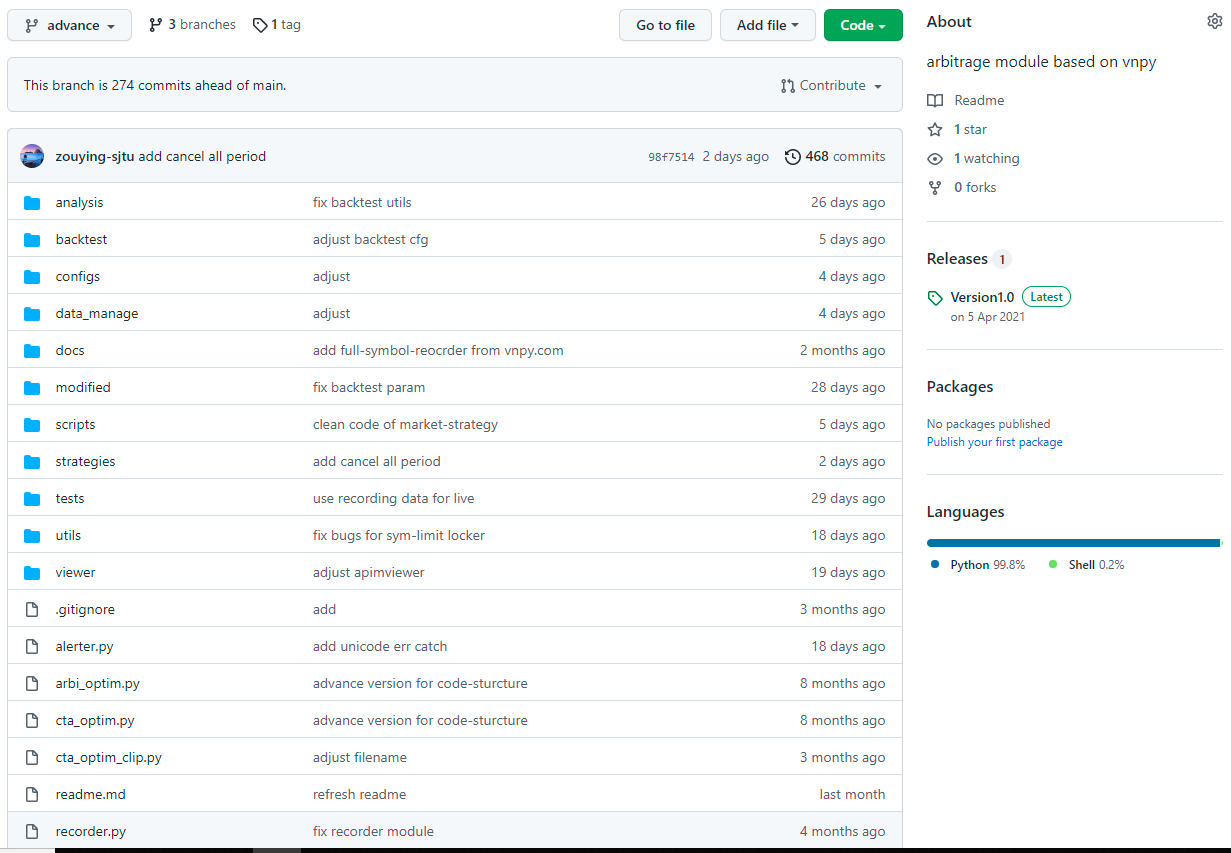 advance 3 branches 1 tag Go to file Add file Code
This branch is 274 commits ahead of main. Contribute
zouying-sjtu add cancel all period 98f7514 2 days ago 468 commits
analysis fix backtest utils 26 days ago
backtest adjust backtest cfg 5 days ago
configs adjust 4 days ago
data_manage adjust 4 days ago
docs add full-symbol-reocrder from vnpy.com 2 months ago
modified fix backtest param 28 days ago
scripts clean code of market-strategy 5 days ago
strategies add cancel all period 2 days ago
tests use recording data for live 29 days ago
utils fix bugs for sym-limit locker 18 days ago
viewer adjust apimviewer 19 days ago
.gitignore add 3 months ago
alerter.py add unicode err catch 18 days ago
arbi_optim.py advance version for code-sturcture 8 months ago
cta_optim.py advance version for code-sturcture 8 months ago
cta_optim_clip.py adjust filename 3 months ago
readme.md refresh readme last month
recorder.py fix recorder module 4 months ago
About
arbitrage module based on vnpy
Readme
1 star
1 watching
0 forks
Releases 1
Version1.0 Latest
on 5 Apr 2021
Packages
No packages published
Publish your first package
Languages
Python 99.8% Shell 0.2%